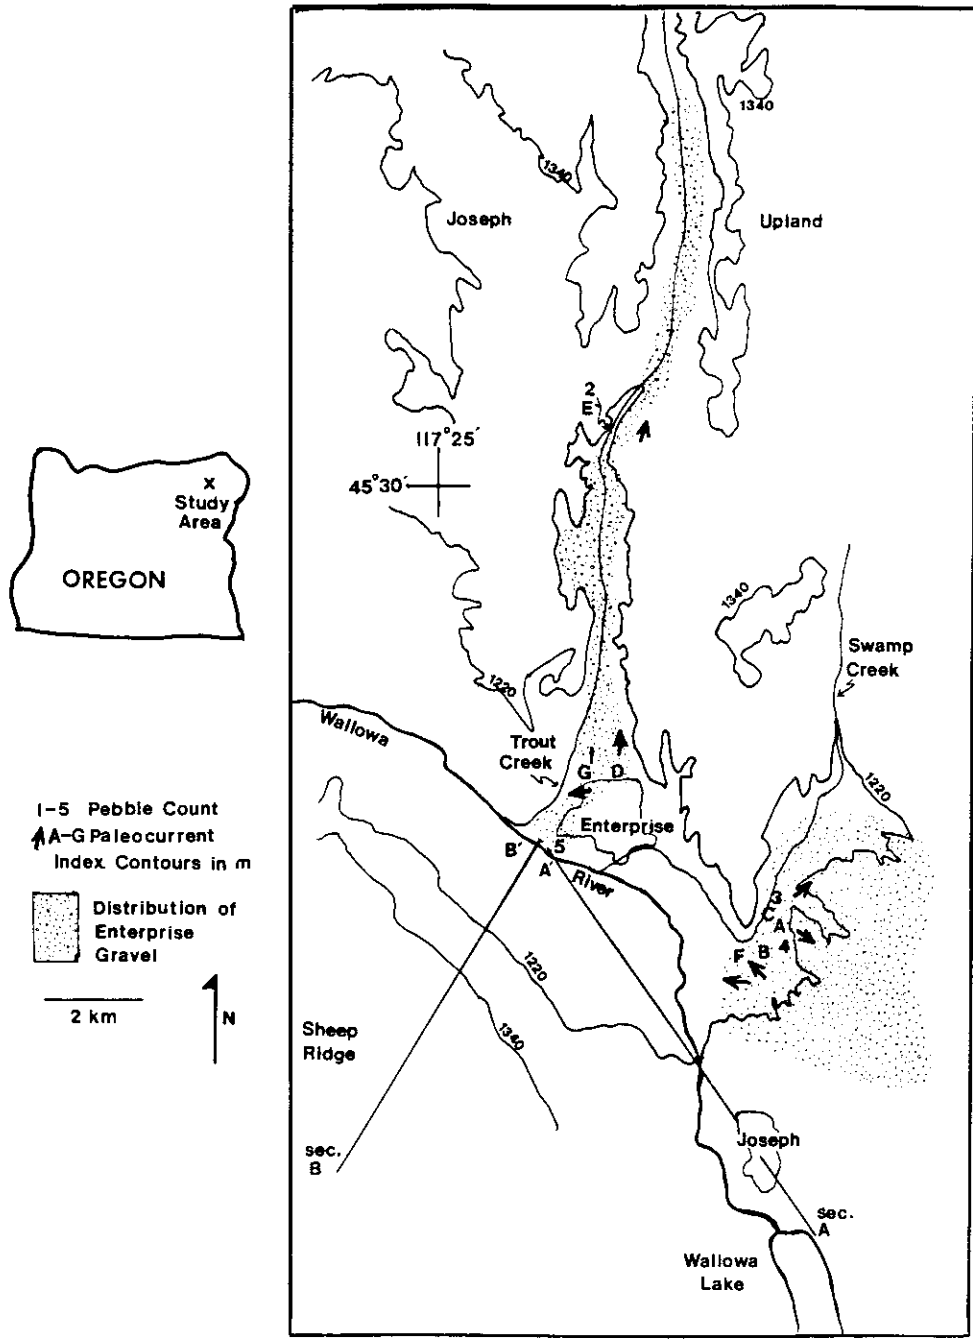 1340
1340
Joseph
Upland
2
E
117°25′
45°30′
x
Study
Area
OREGON
1340
Swamp
Creek
1220
Wallowa
Trout
Creek
G
D
1220
Enterprise
B'
5
A'
River
1-5 Pebble Count
A-G Paleocurrent
Index Contours in m
Distribution of
Enterprise
Gravel
2 km
N
3
C
A
F
B
4
1220
1340
Sheep
Ridge
sec.
B
Joseph
sec.
A
Wallowa
Lake